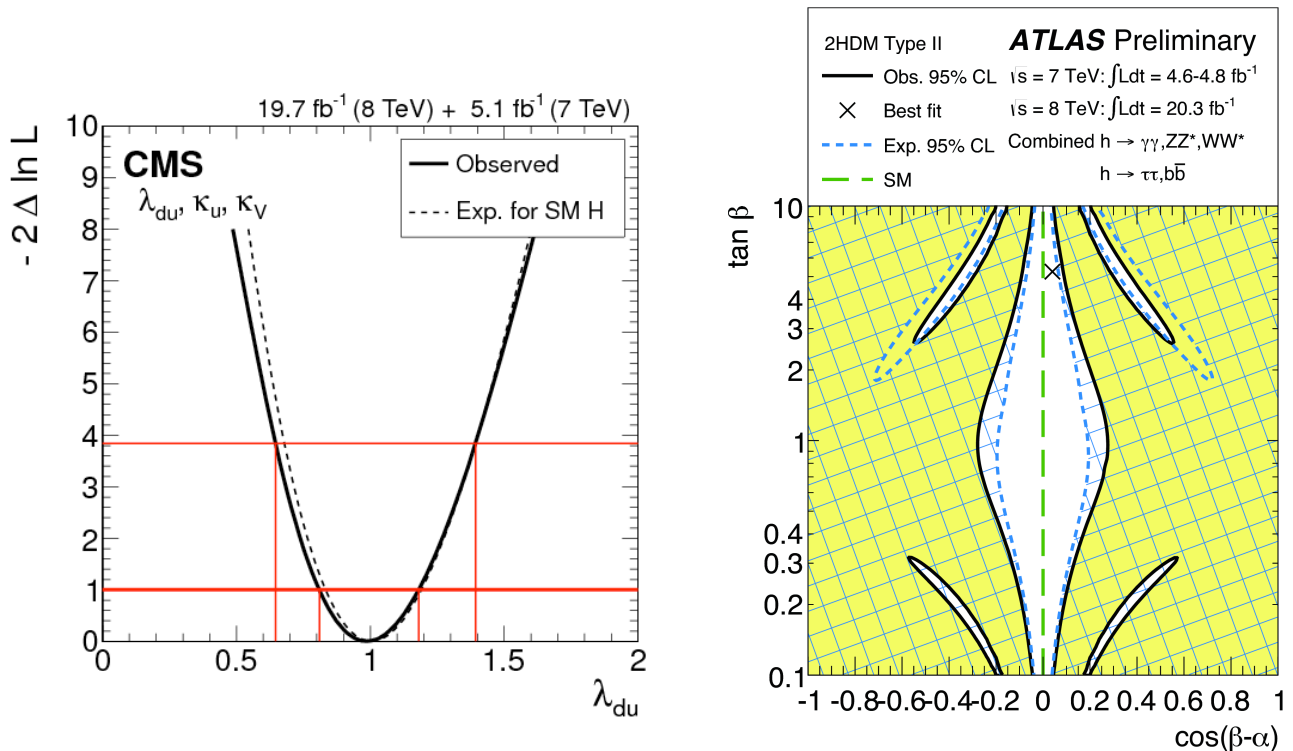 19.7 fb⁻¹ (8 TeV) + 5.1 fb⁻¹ (7 TeV)
CMS
λdu, κu, κV
Observed
Exp. for SM H
- 2 Δ ln L
10
9
8
7
6
5
4
3
2
1
0
0 0.5 1 1.5 2
λdu
2HDM Type II
ATLAS Preliminary
Obs. 95% CL
√s = 7 TeV: ∫Ldt = 4.6-4.8 fb⁻¹
Best fit
√s = 8 TeV: ∫Ldt = 20.3 fb⁻¹
Exp. 95% CL
Combined h → γγ,ZZ*,WW*
SM
h → ττ,bb̅
tan β
10
4
3
2
1
0.4
0.3
0.2
0.1
-1 -0.8 -0.6 -0.4 -0.2 0 0.2 0.4 0.6 0.8 1
cos(β-α)